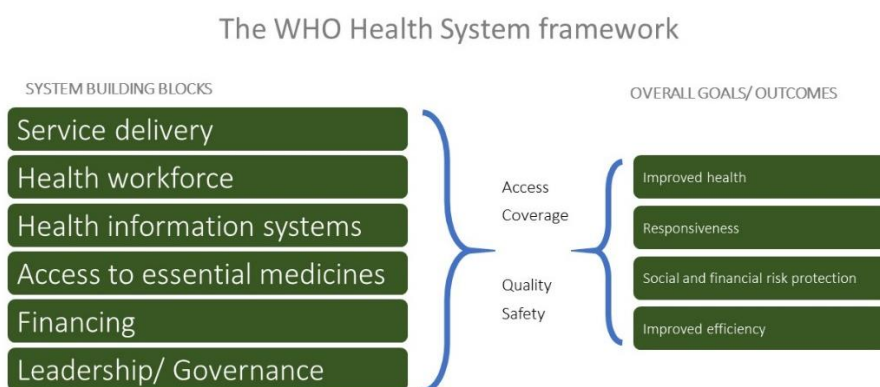 The WHO Health System framework
SYSTEM BUILDING BLOCKS
Service delivery
Health workforce
Health information systems
Access to essential medicines
Financing
Leadership/ Governance
Access
Coverage
Quality
Safety
OVERALL GOALS/ OUTCOMES
Improved health
Responsiveness
Social and financial risk protection
Improved efficiency